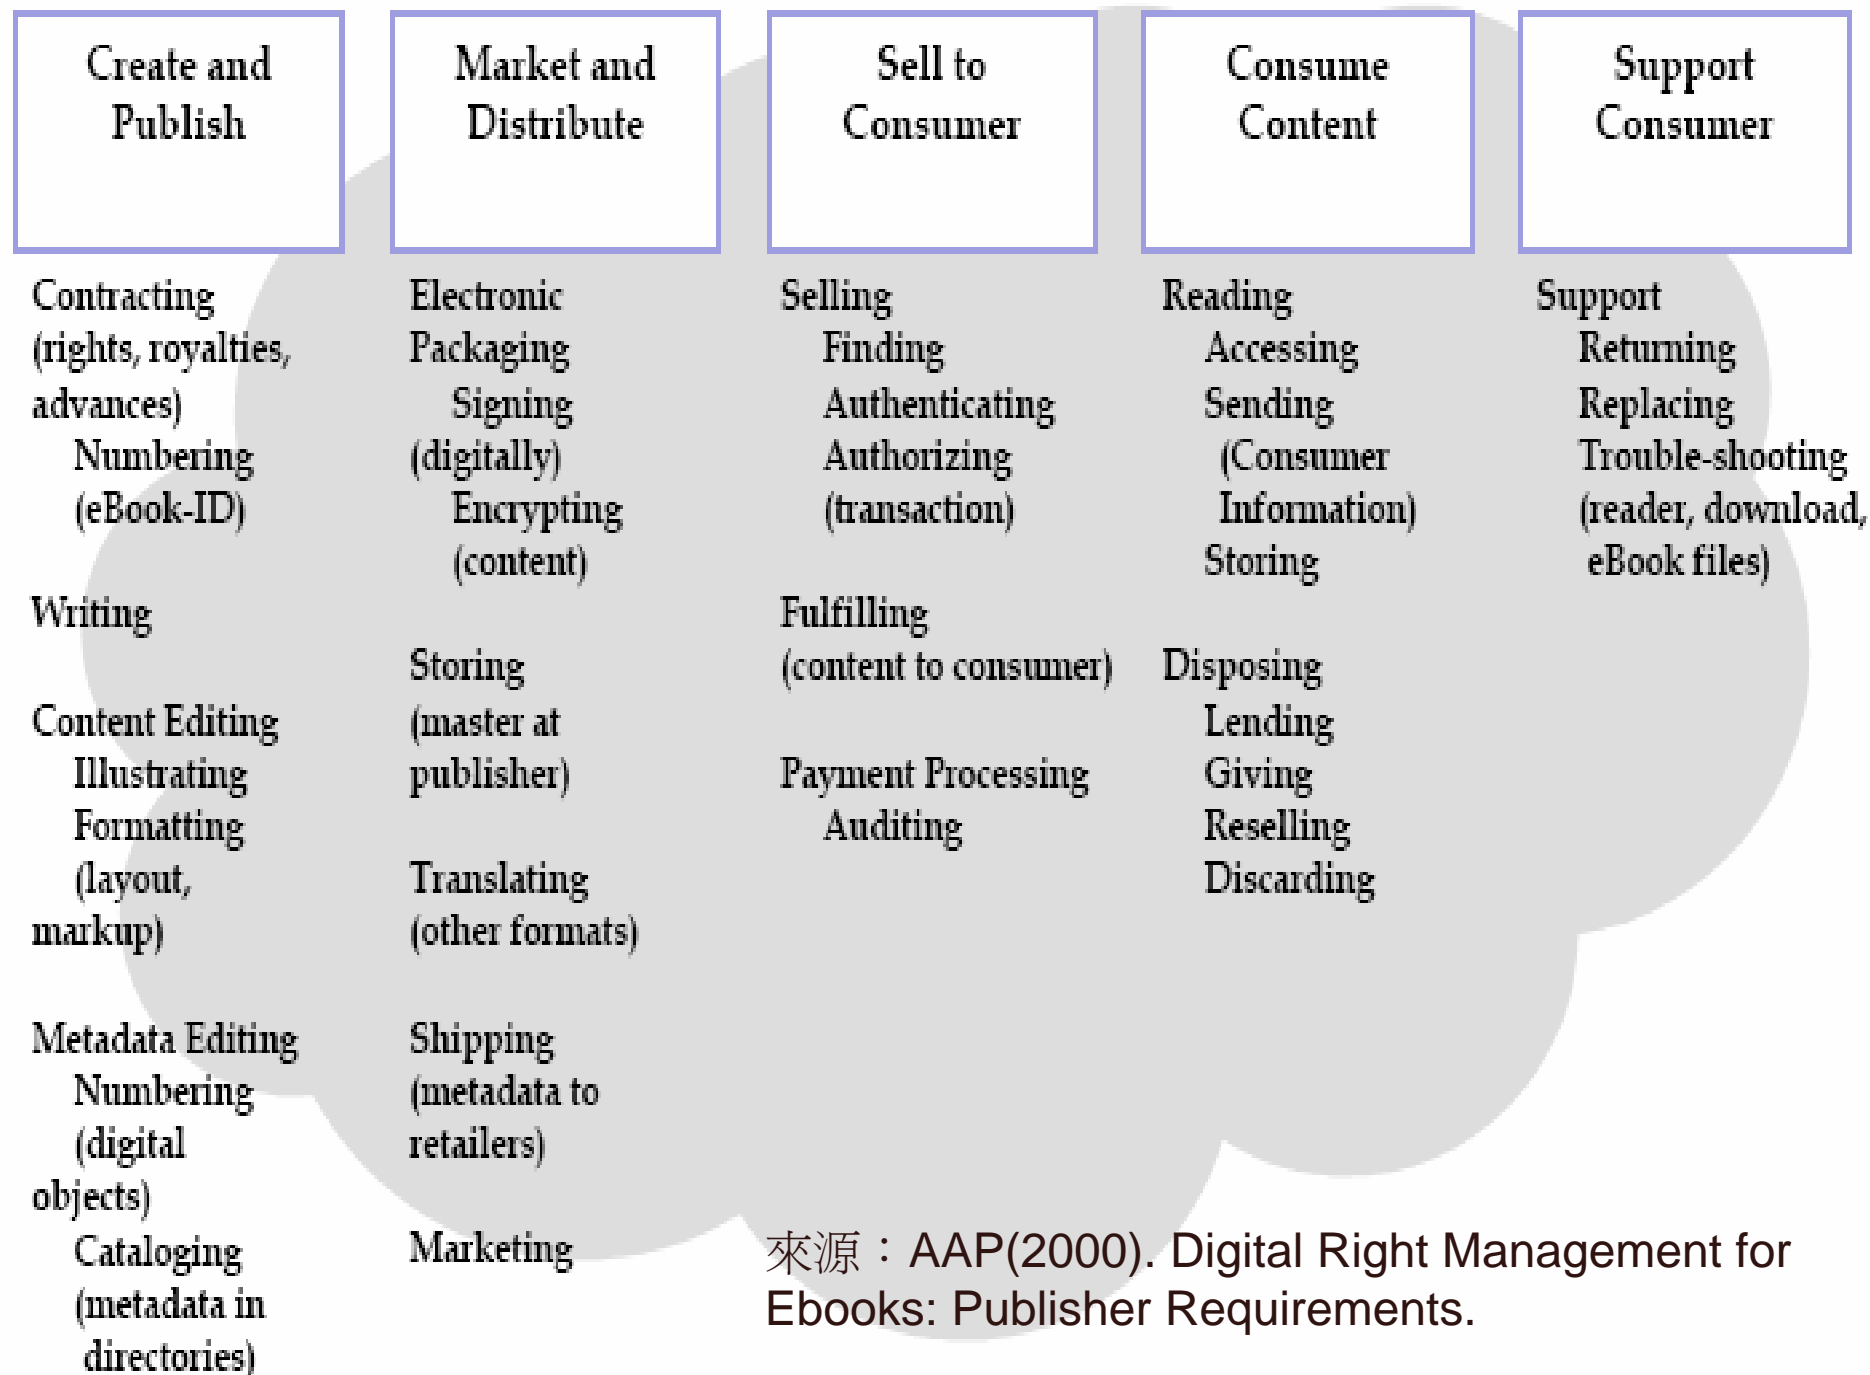 Create and
Publish
Market and
Distribute
Sell to
Consumer
Consume
Content
Support
Consumer
Contracting
(rights, royalties,
advances)
Numbering
(eBook-ID)
Writing
Content Editing
Illustrating
Formatting
(layout,
markup)
Metadata Editing
Numbering
(digital
objects)
Cataloging
(metadata in
directories)
Electronic
Packaging
Signing
(digitally)
Encrypting
(content)
Storing
(master at
publisher)
Translating
(other formats)
Shipping
(metadata to
retailers)
Marketing
Selling
Finding
Authenticating
Authorizing
(transaction)
Fulfilling
(content to consumer)
Payment Processing
Auditing
Reading
Accessing
Sending
(Consumer
Information)
Storing
Disposing
Lending
Giving
Reselling
Discarding
Support
Returning
Replacing
Trouble-shooting
(reader, download,
eBook files)
來源：AAP(2000). Digital Right Management for
Ebooks: Publisher Requirements.